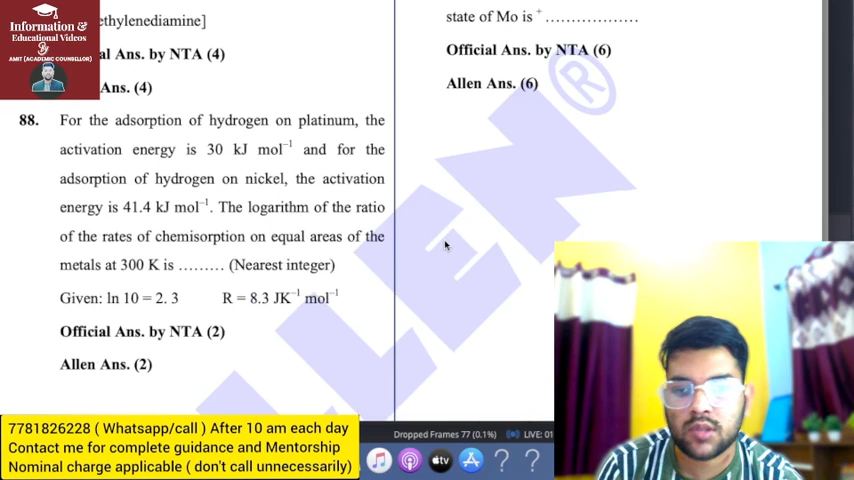 Information &
Educational Videos
By
AMIT (ACADEMIC COUNSELLOR)
ethylenediamine]
al Ans. by NTA (4)
Ans. (4)
88. For the adsorption of hydrogen on platinum, the
activation energy is 30 kJ mol⁻¹ and for the
adsorption of hydrogen on nickel, the activation
energy is 41.4 kJ mol⁻¹. The logarithm of the ratio
of the rates of chemisorption on equal areas of the
metals at 300 K is ......... (Nearest integer)
Given: ln 10 = 2. 3 R = 8.3 JK⁻¹ mol⁻¹
Official Ans. by NTA (2)
Allen Ans. (2)
state of Mo is ⁺ ..................
Official Ans. by NTA (6)
Allen Ans. (6)
ALLEN®
7781826228 ( Whatsapp/call ) After 10 am each day
Contact me for complete guidance and Mentorship
Nominal charge applicable ( don't call unnecessarily)
Dropped Frames 77 (0.1%) LIVE: 01
tv